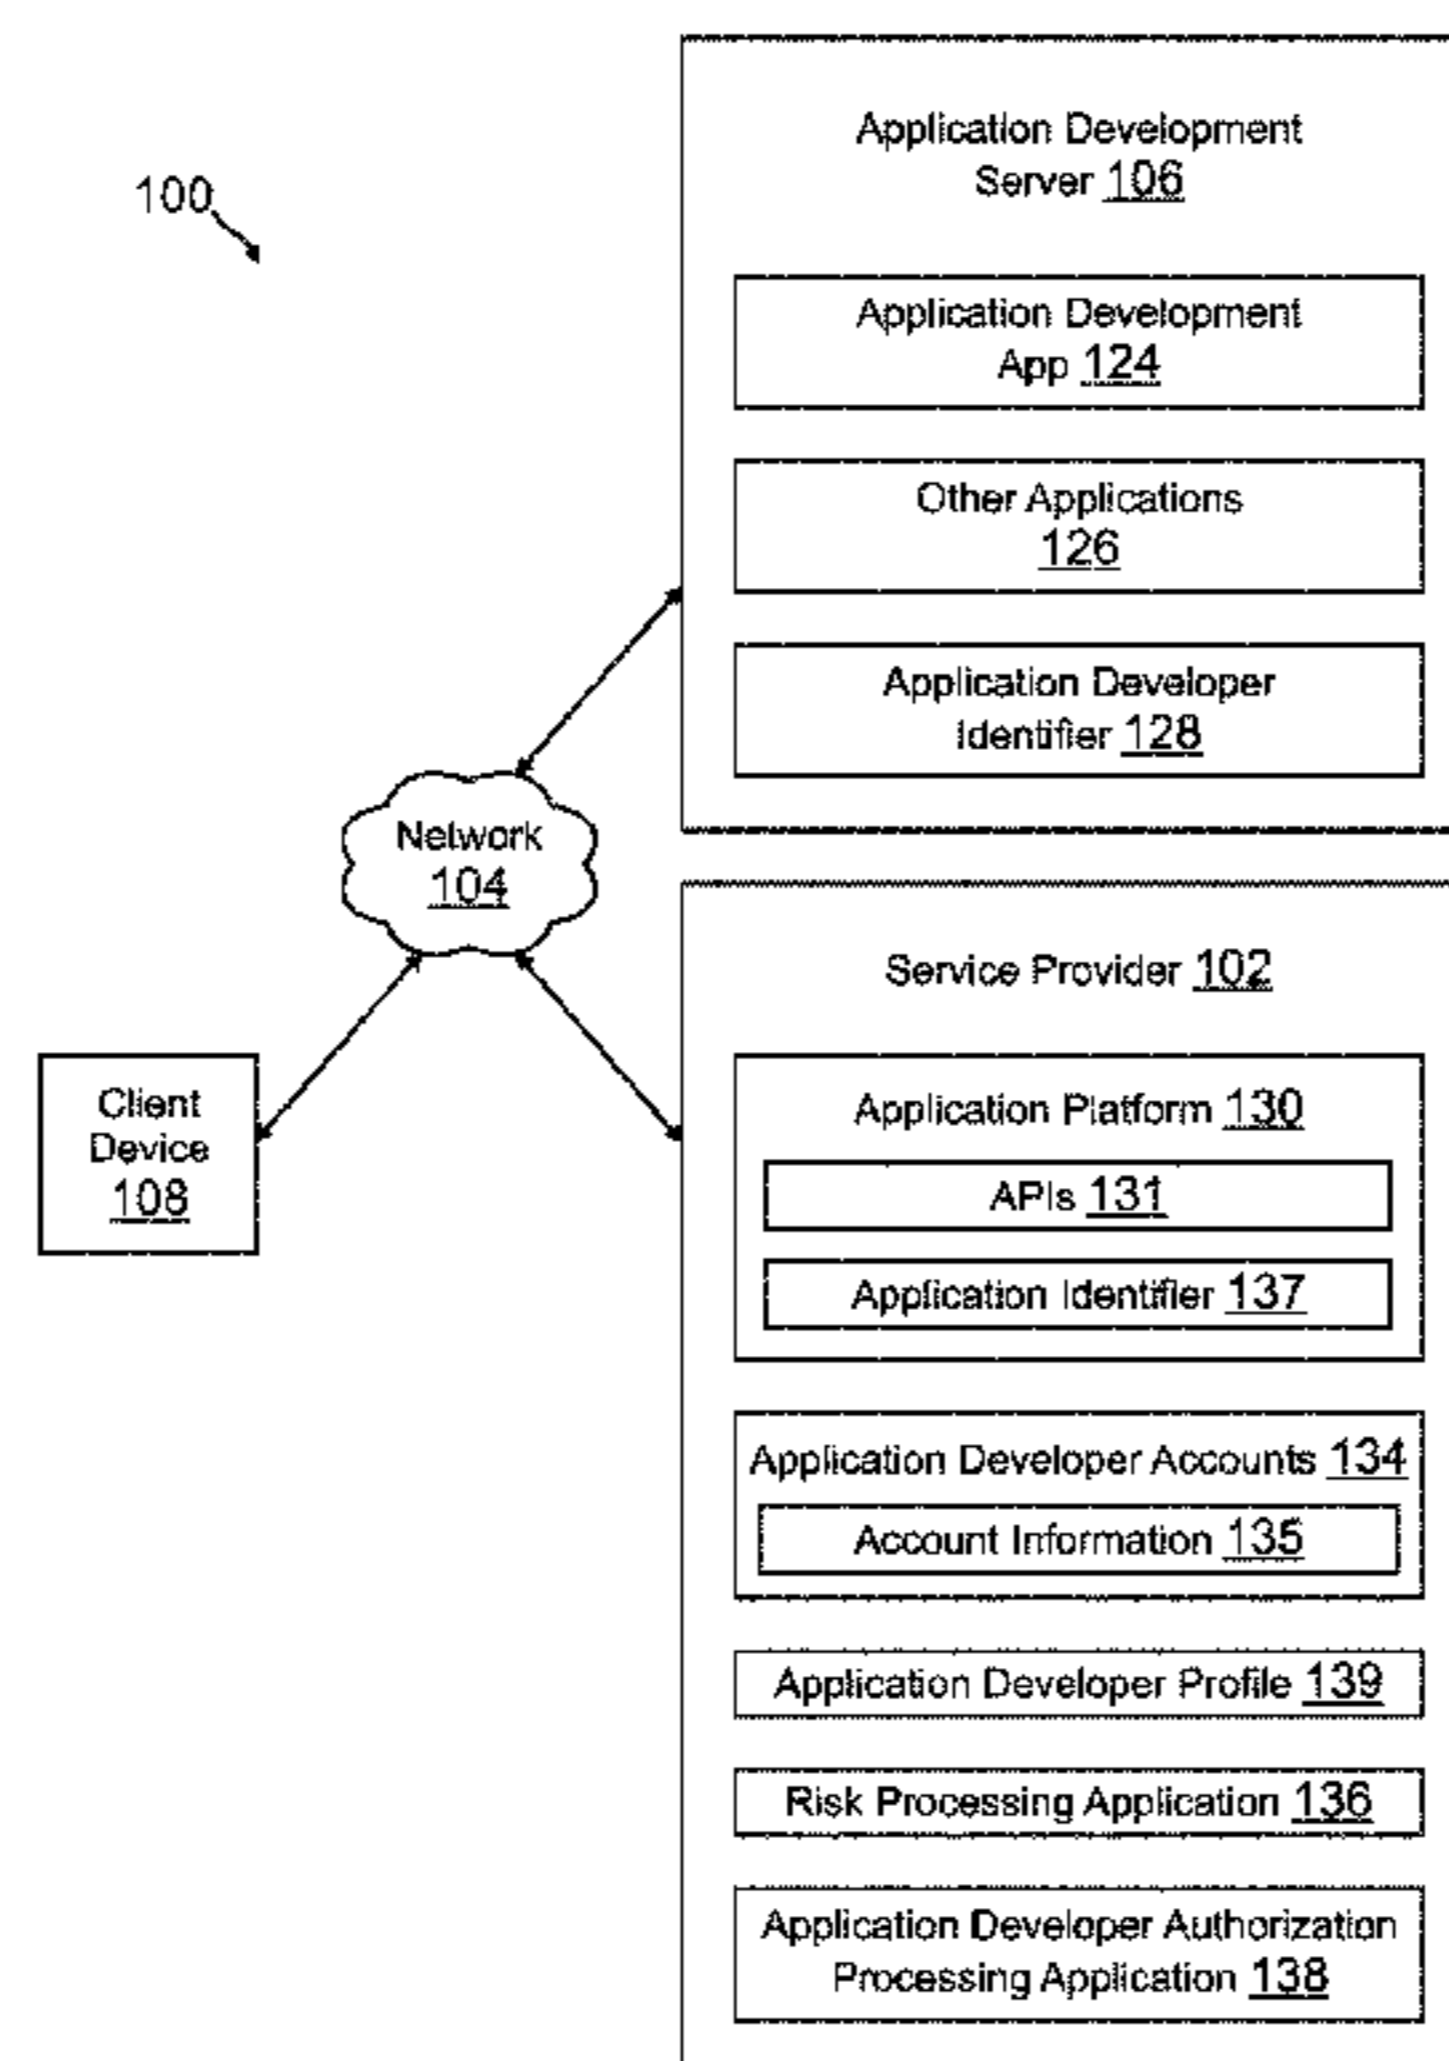 100
Application Development
Server 106
Application Development
App 124
Other Applications
126
Application Developer
Identifier 128
Network
104
Client
Device
108
Service Provider 102
Application Platform 130
APIs 131
Application Identifier 137
Application Developer Accounts 134
Account Information 135
Application Developer Profile 139
Risk Processing Application 136
Application Developer Authorization
Processing Application 138